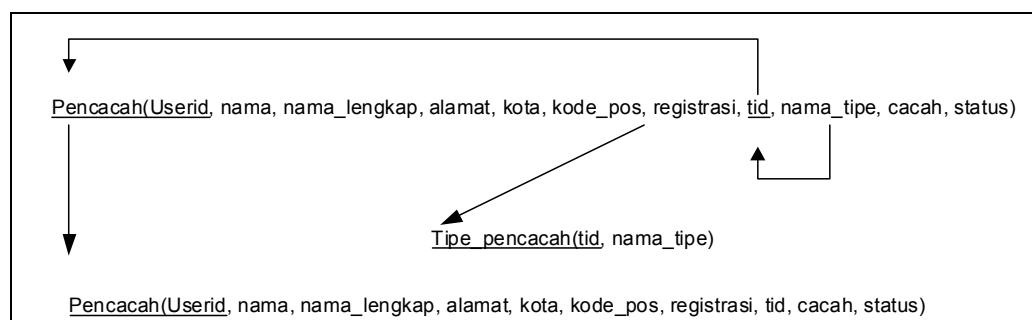 Pencacah(Userid, nama, nama_lengkap, alamat, kota, kode_pos, registrasi, tid, nama_tipe, cacah, status)
Tipe_pencacah(tid, nama_tipe)
Pencacah(Userid, nama, nama_lengkap, alamat, kota, kode_pos, registrasi, tid, cacah, status)